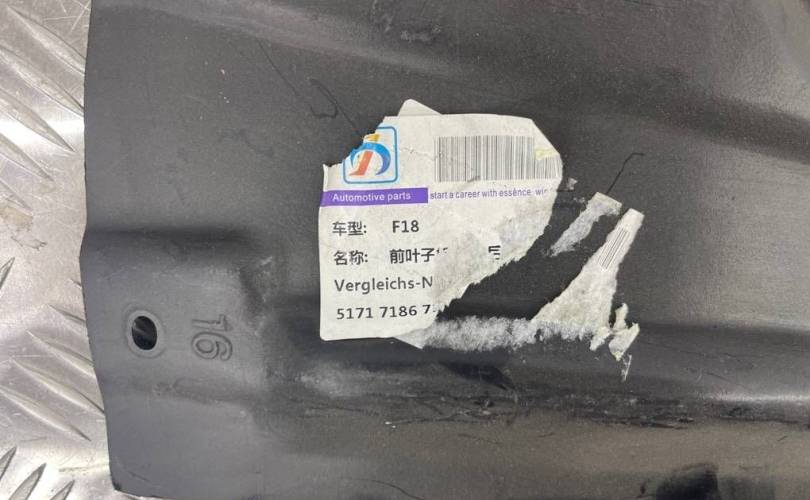 Automotive parts start a career with essence, wi
车型: F18
名称: 前叶子 后
Vergleichs-N
5171 7186 7
16